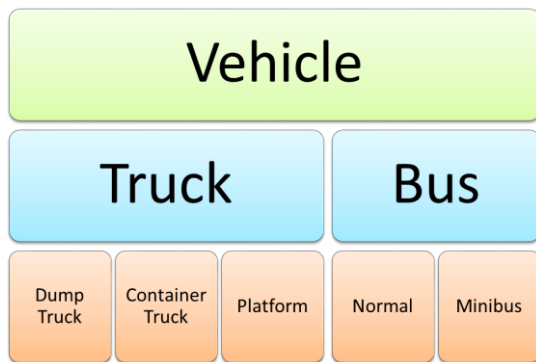 Vehicle
Truck
Bus
Dump
Truck
Container
Truck
Platform
Normal
Minibus